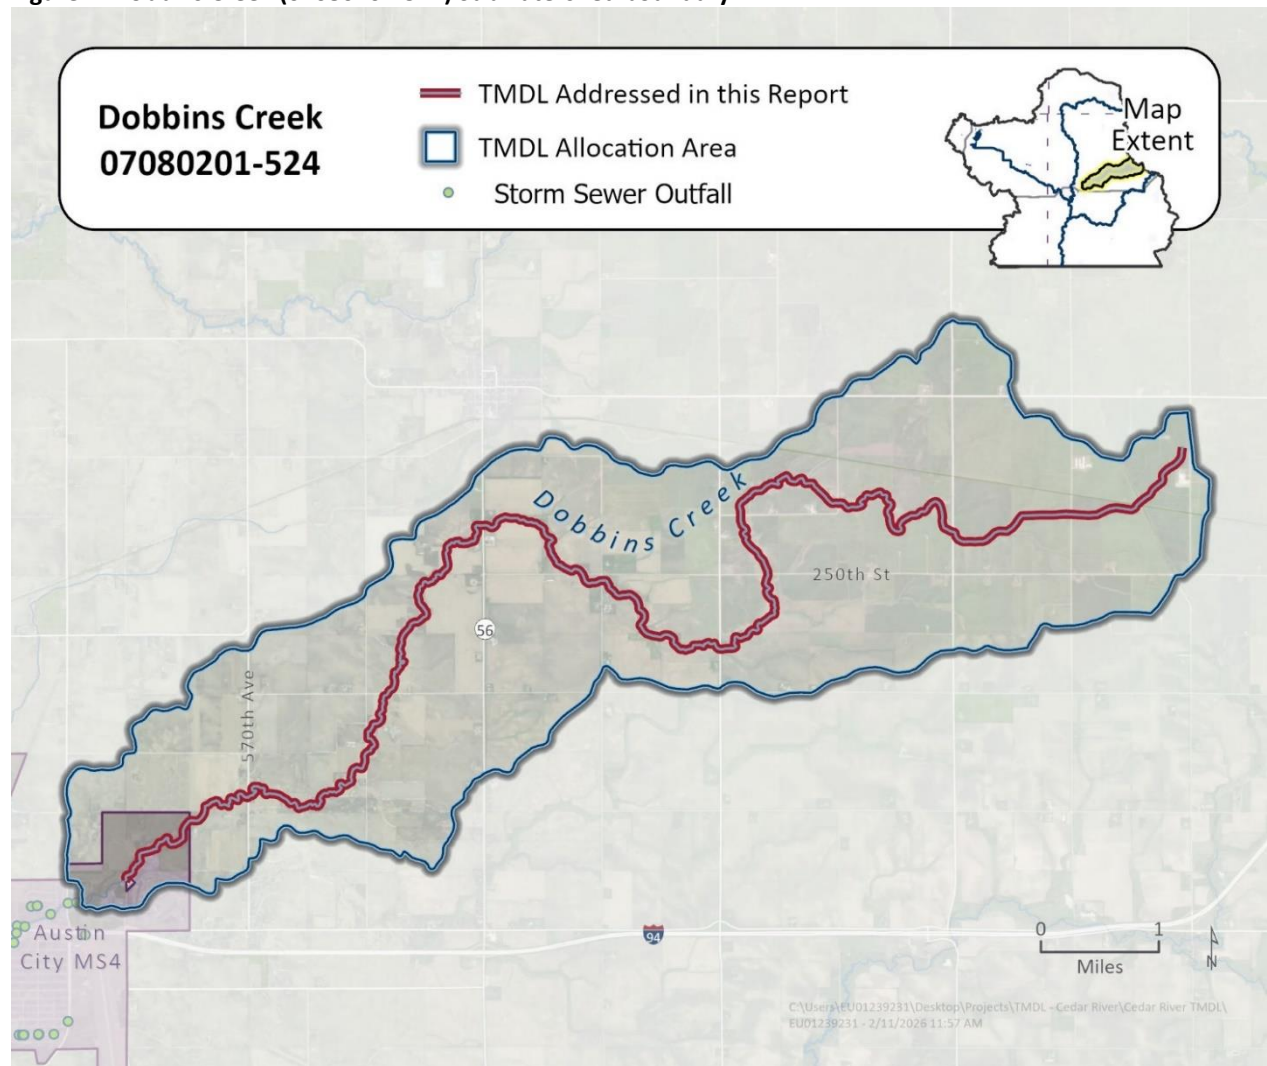 Dobbins Creek
07080201-524
TMDL Addressed in this Report
TMDL Allocation Area
Storm Sewer Outfall
Map
Extent
Dobbins Creek
250th St
56
570th Ave
Austin
City MS4
94
0 1
Miles
N
C:\Users\EU01239231\Desktop\Projects\TMDL - Cedar River\Cedar River TMDL\
EU01239231 - 2/11/2026 11:57 AM